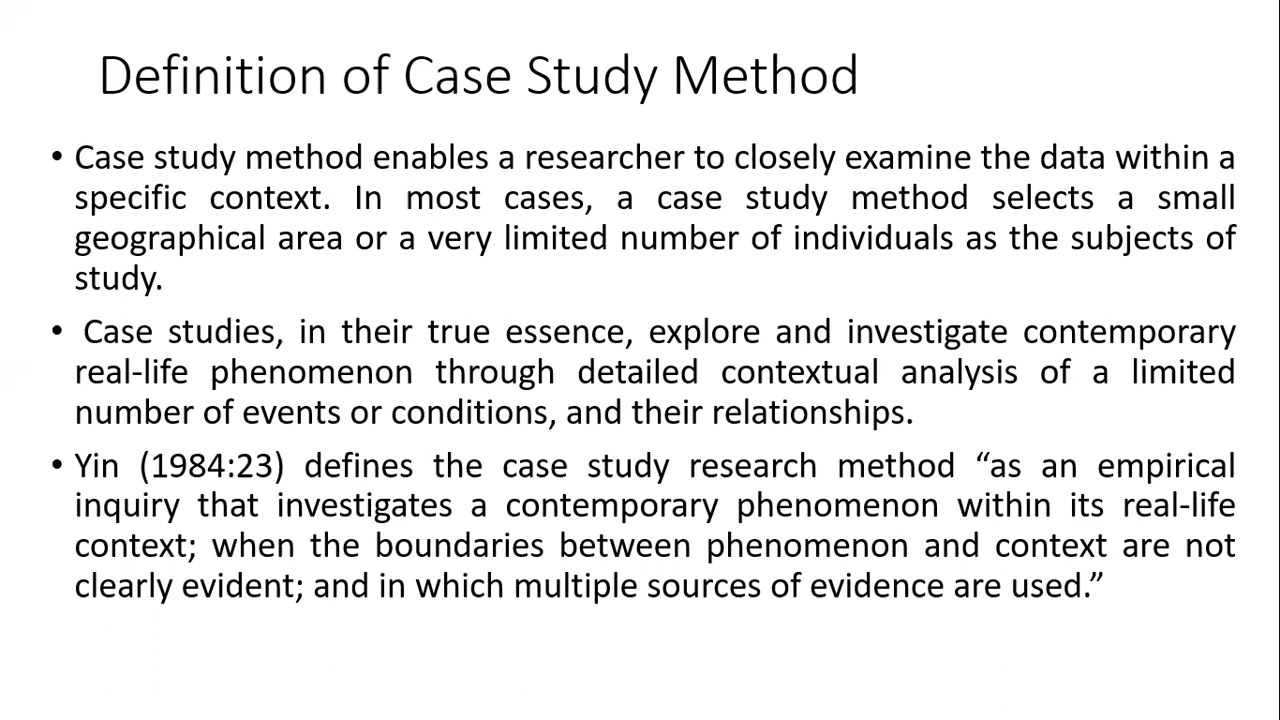 Definition of Case Study Method
• Case study method enables a researcher to closely examine the data within a
specific context. In most cases, a case study method selects a small
geographical area or a very limited number of individuals as the subjects of
study.
• Case studies, in their true essence, explore and investigate contemporary
real-life phenomenon through detailed contextual analysis of a limited
number of events or conditions, and their relationships.
• Yin (1984:23) defines the case study research method “as an empirical
inquiry that investigates a contemporary phenomenon within its real-life
context; when the boundaries between phenomenon and context are not
clearly evident; and in which multiple sources of evidence are used.”